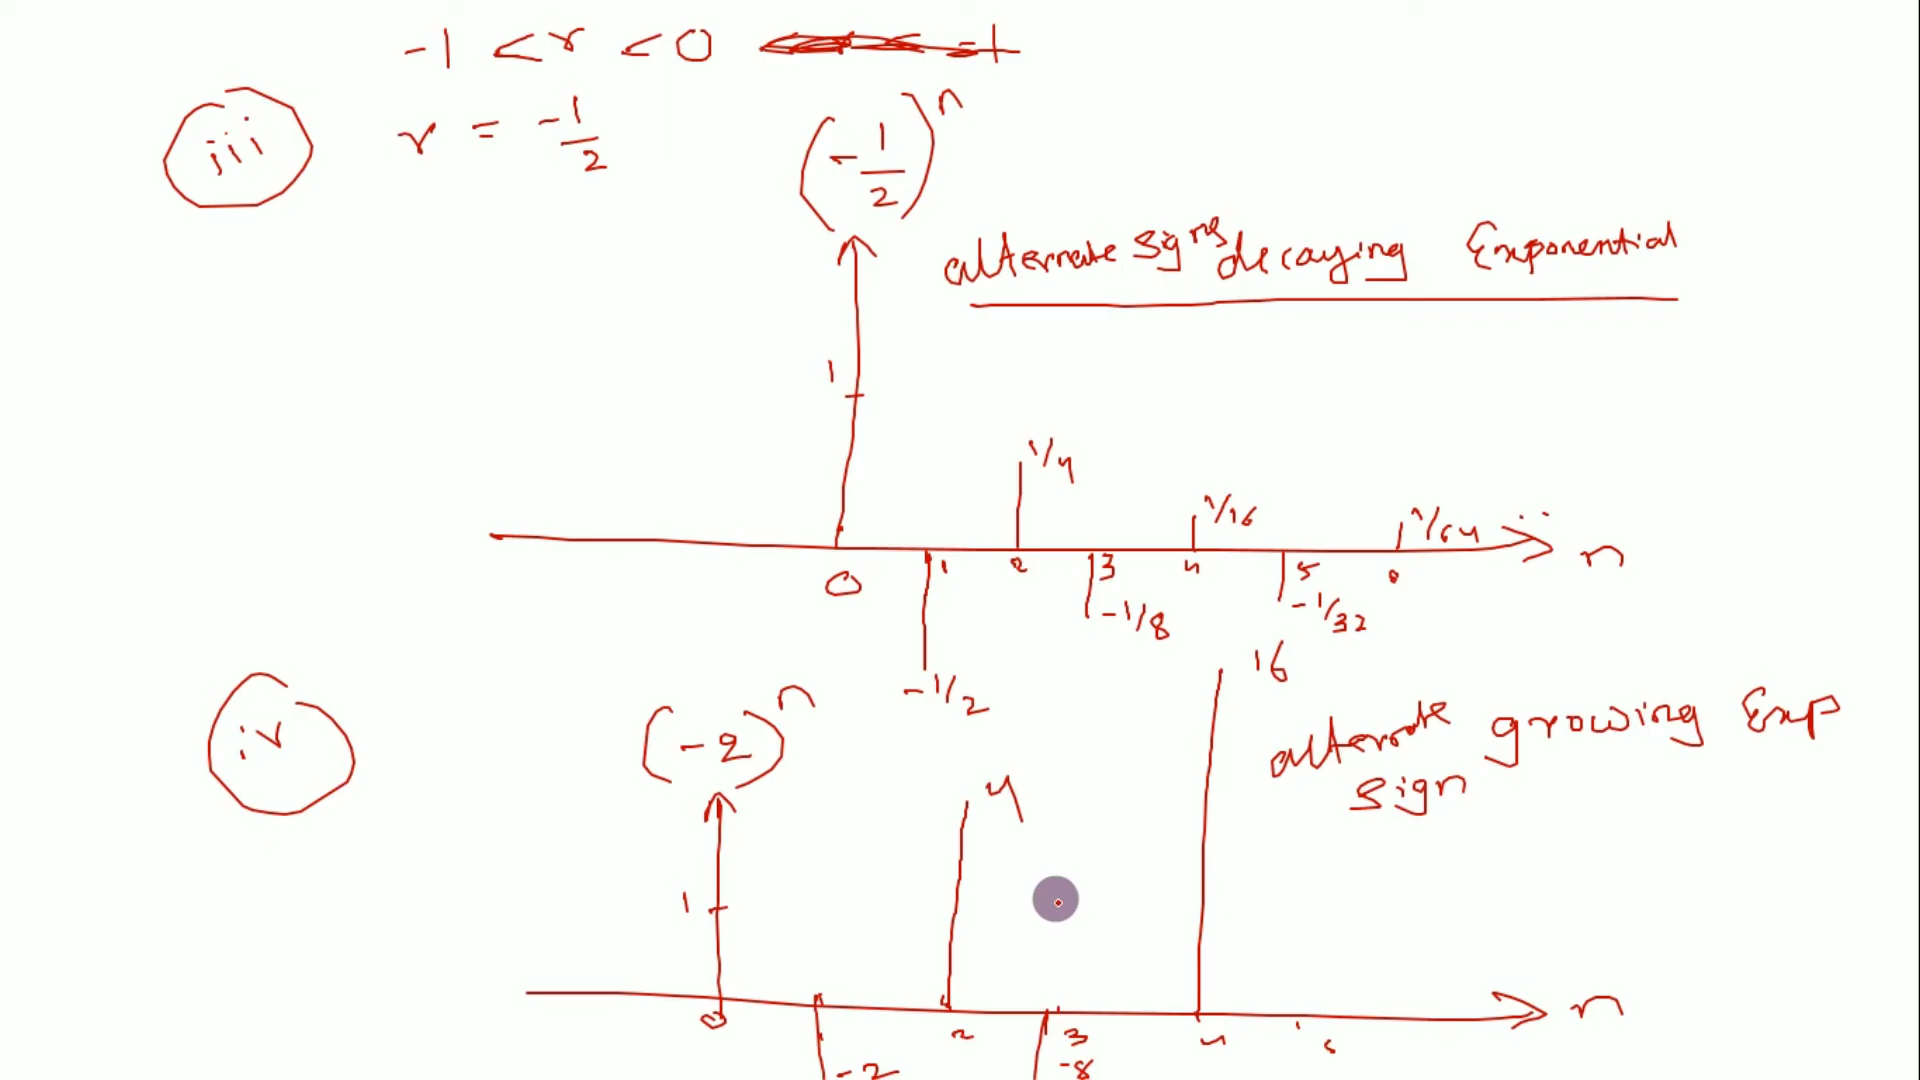 -1 < r < 0
iii r = -1/2 (-1/2)^n
alternate signs decaying Exponential
1
1/4
1/16 1/64 ..
0 1 2 3 4 5 n
-1/8 -1/32
-1/2
16
iv (-2)^n
alternate sign growing Exp
4
1
0 2 3 4 n
-2 -8